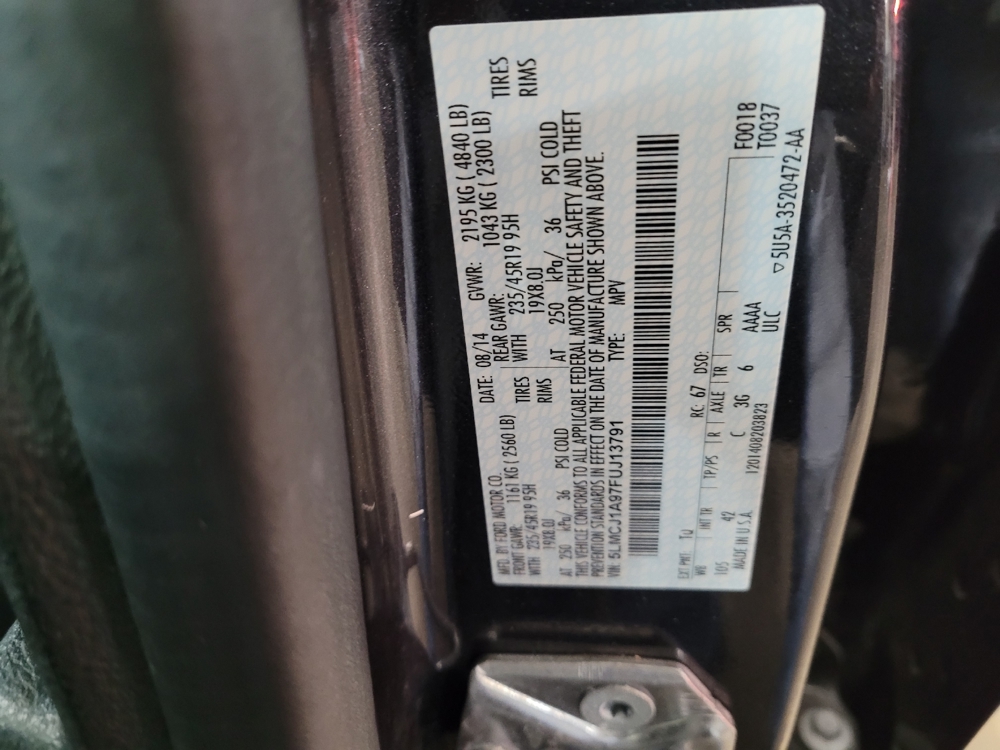 MFD. BY FORD MOTOR CO.
DATE: 08/14 GVWR: 2195 KG ( 4840 LB)
FRONT GAWR: 1161 KG ( 2560 LB) REAR GAWR: 1043 KG ( 2300 LB)
WITH 235/45R19 95H TIRES WITH 235/45R19 95H TIRES
19X8.0J RIMS 19X8.0J RIMS
AT 250 kPa/ 36 PSI COLD AT 250 kPa/ 36 PSI COLD
THIS VEHICLE CONFORMS TO ALL APPLICABLE FEDERAL MOTOR VEHICLE SAFETY AND THEFT
PREVENTION STANDARDS IN EFFECT ON THE DATE OF MANUFACTURE SHOWN ABOVE.
VIN: 5LMCJ1A97FUJ13791 TYPE: MPV
EXT PNT: TQ RC: 67 DSO: F0018
WB INT TR TP/PS R AXLE TR SPR T0037
105 42 C 3G 6 AAAA
ULC
1201408203823
MADE IN U.S.A. ▽5U5A-3520472-AA